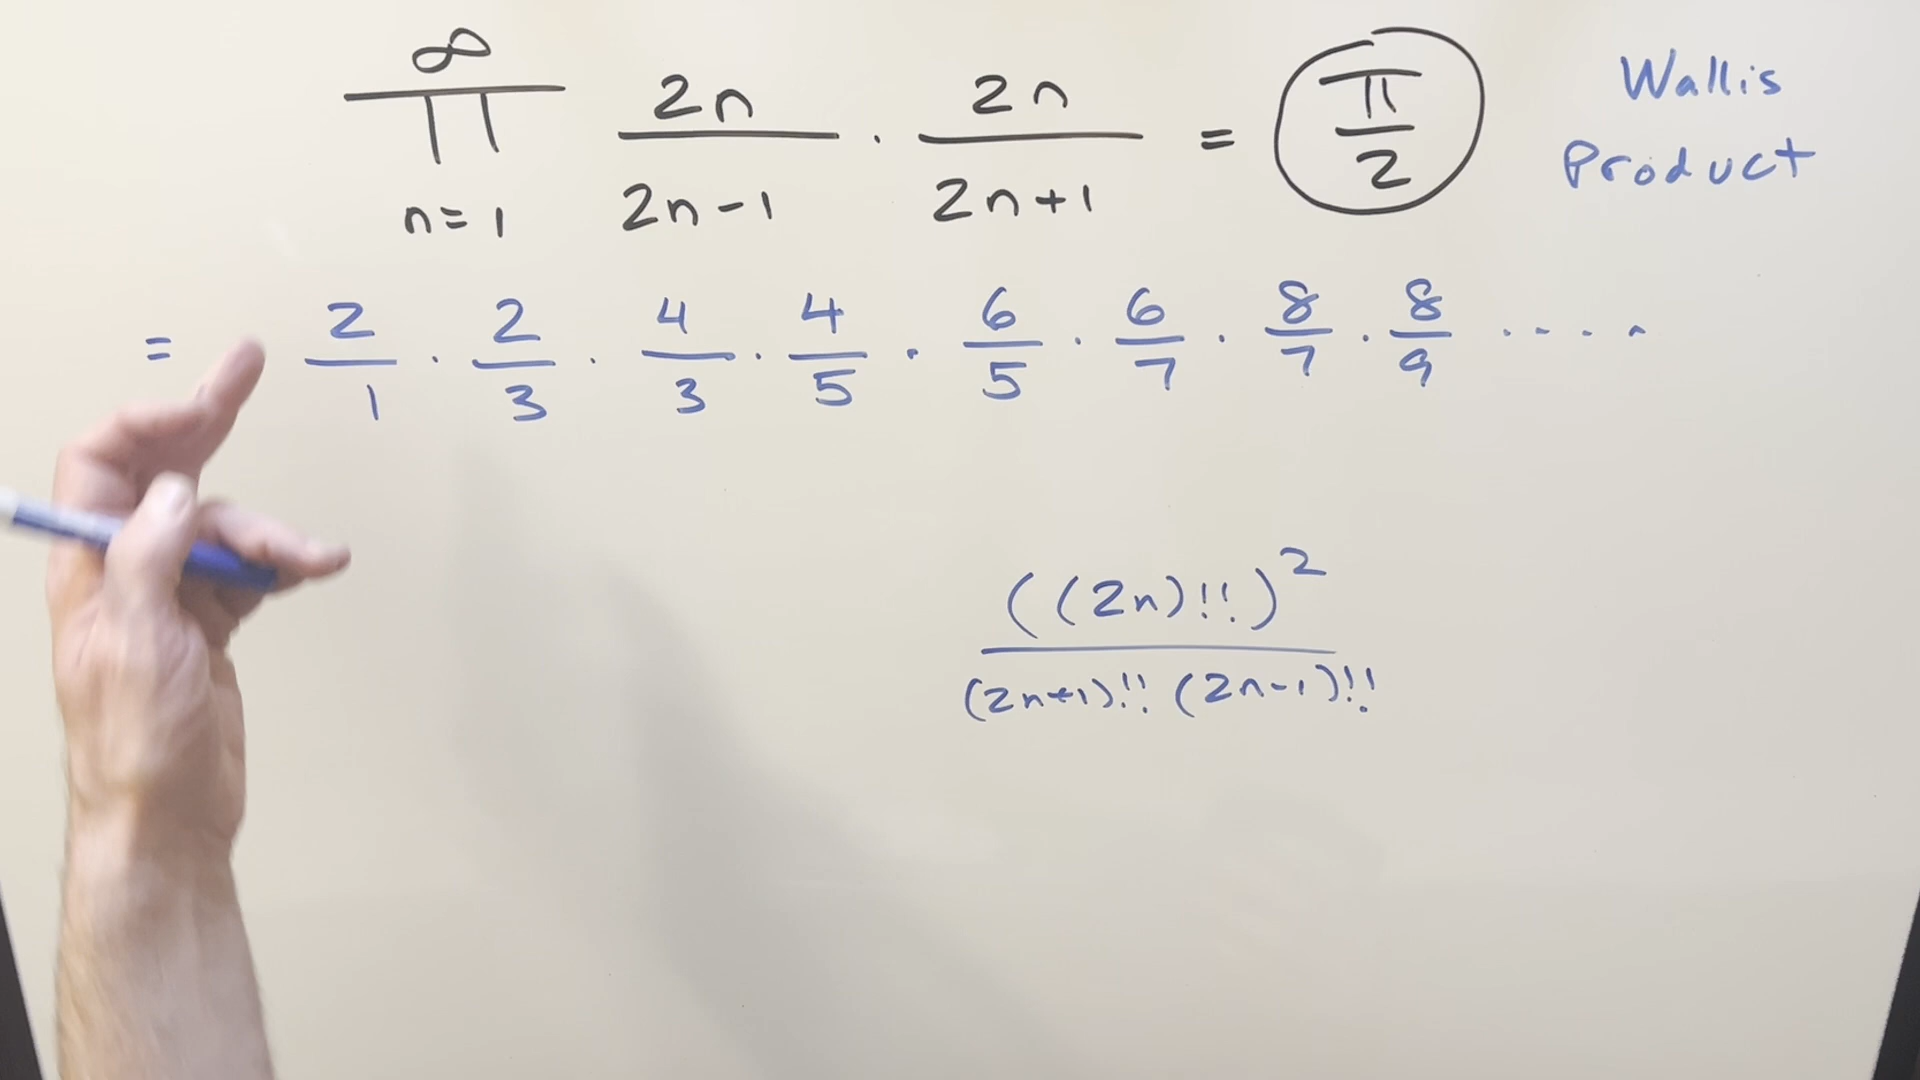 ∞
∏ 2n/2n-1 · 2n/2n+1 = π/2
n=1
Wallis
Product
= 2/1 · 2/3 · 4/3 · 4/5 · 6/5 · 6/7 · 8/7 · 8/9 · · · ·
((2n)!!)²
(2n+1)!! (2n-1)!!